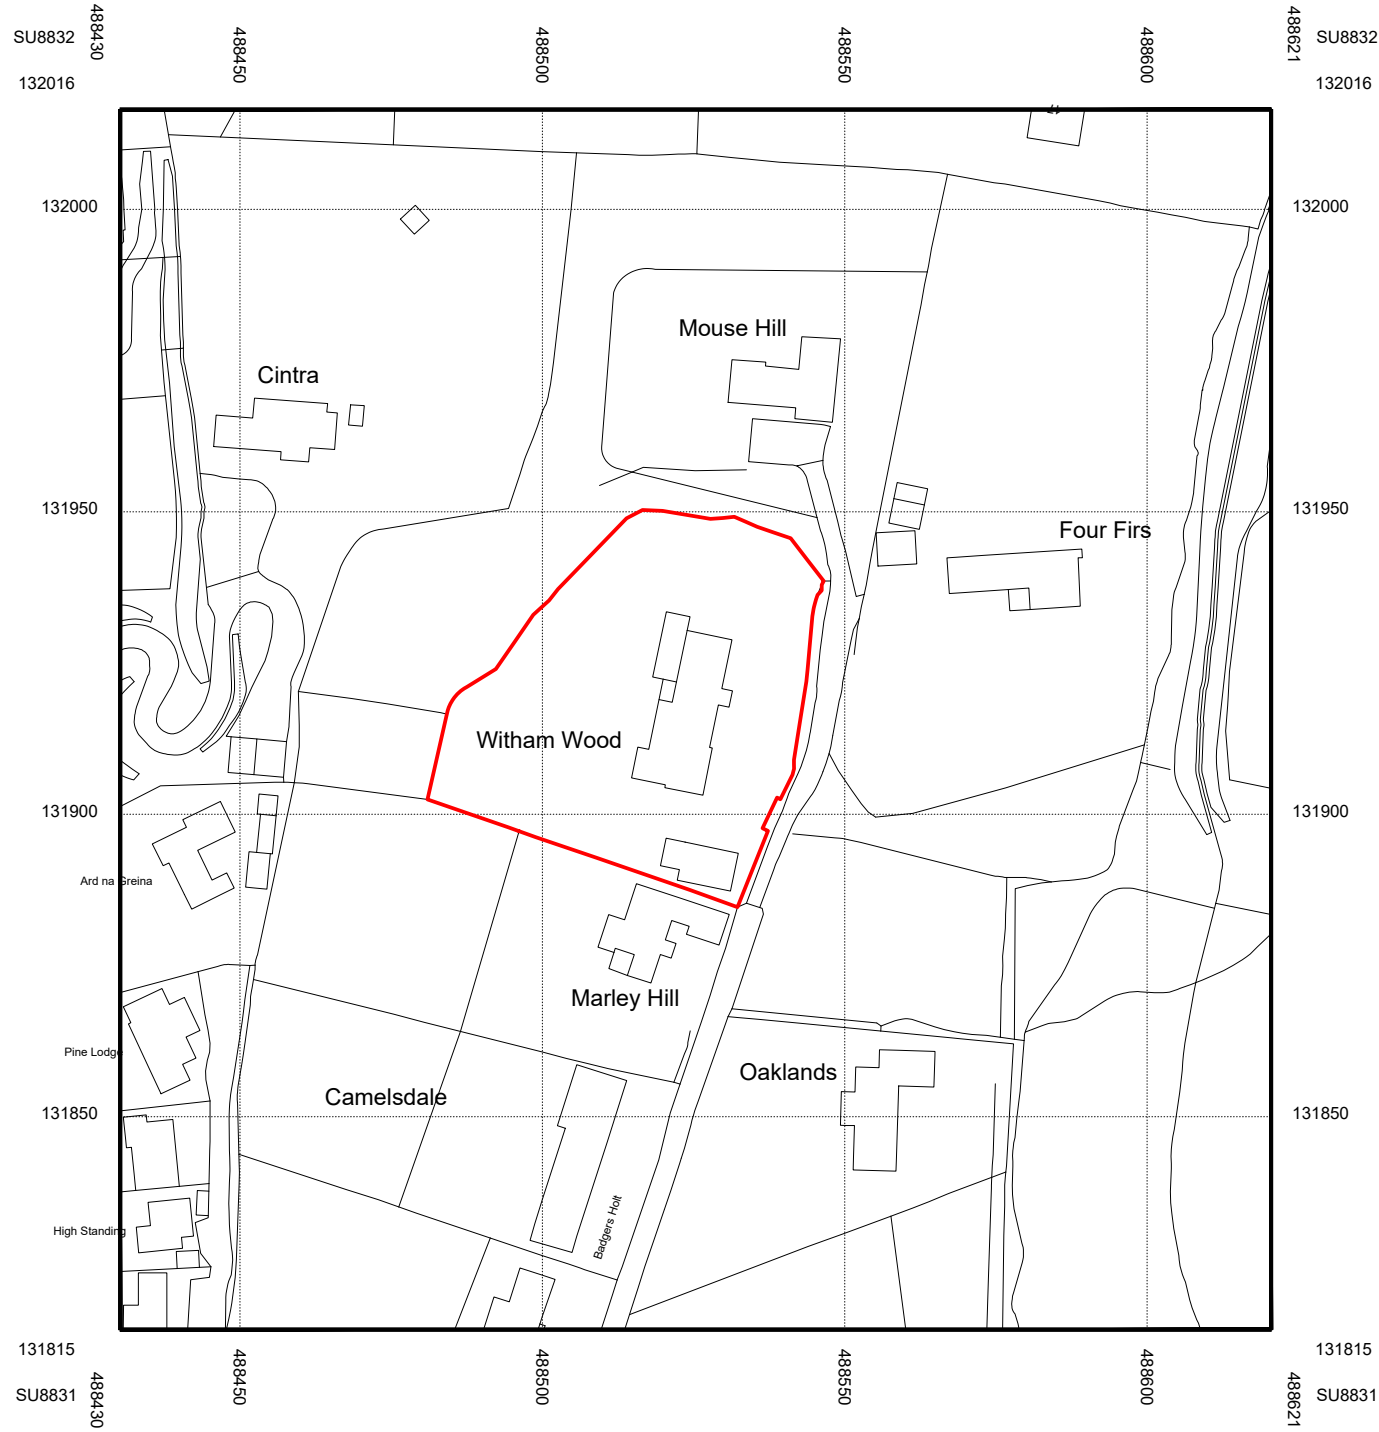 488430
488621
SU8832
488450
488500
488550
488600
SU8832
132016
132016
132000
132000
Mouse Hill
Cintra
131950
131950
Four Firs
Witham Wood
131900
131900
Ard na Greina
Marley Hill
Pine Lodge
Oaklands
Camelsdale
131850
131850
Badgers Holt
High Standing
131815
131815
488450
488500
488550
488600
SU8831
SU8831
488430
488621